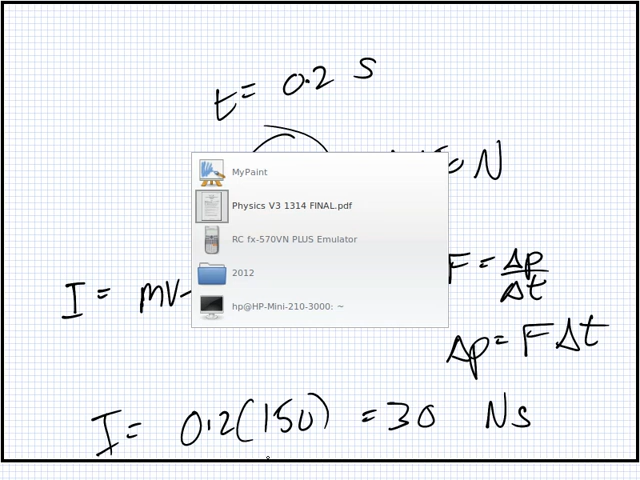 t = 0.2 s
N
MyPaint
Physics V3 1314 FINAL.pdf
RC fx-570VN PLUS Emulator
2012
hp@HP-Mini-210-3000: ~
I = mv-
F = Δp/Δt
Δp = FΔt
I = 0.2(150) = 30 Ns